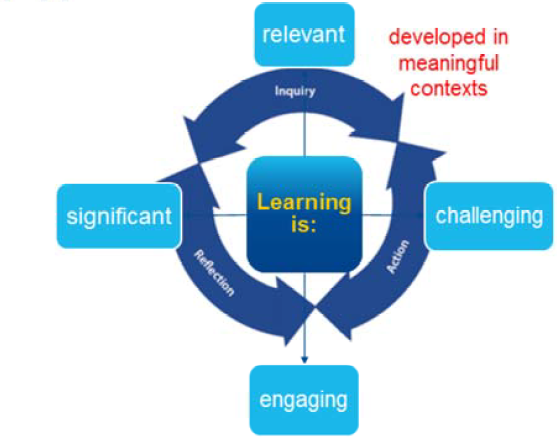 relevant
developed in
meaningful
contexts
Inquiry
significant
Learning
is:
challenging
Reflection
Action
engaging